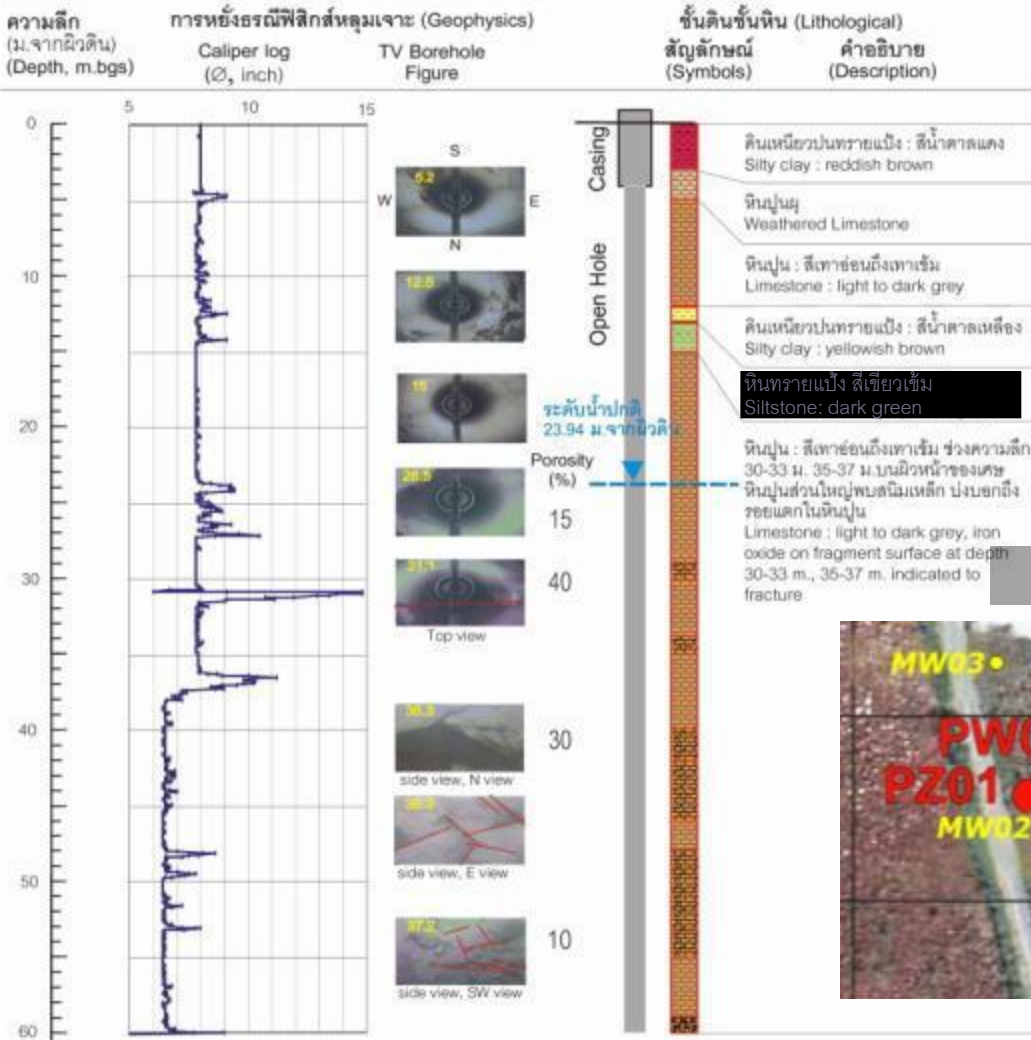 ความลึก
(ม.จากผิวดิน)
(Depth, m.bgs)
การหยั่งธรณีฟิสิกส์หลุมเจาะ (Geophysics)
Caliper log
(Ø, inch)
TV Borehole
Figure
ชั้นดินชั้นหิน (Lithological)
สัญลักษณ์
(Symbols)
คำอธิบาย
(Description)
5 10 15
0
10
20
30
40
50
60
S
W
E
N
12.5
15
Top view
side view, N view
side view, E view
37.2
side view, SW view
Porosity
(%)
15
40
30
10
Casing
Open Hole
ระดับน้ำปกติ
23.94 ม.จากผิวดิน
ดินเหนียวปนทรายแป้ง : สีน้ำตาลแดง
Silty clay : reddish brown
หินปูนผุ
Weathered Limestone
หินปูน : สีเทาอ่อนถึงเทาเข้ม
Limestone : light to dark grey
ดินเหนียวปนทรายแป้ง : สีน้ำตาลเหลือง
Silty clay : yellowish brown
หินทรายแป้ง สีเขียวเข้ม
Siltstone: dark green
หินปูน : สีเทาอ่อนถึงเทาเข้ม ช่วงความลึก
30-33 ม. 35-37 ม.บนผิวหน้าของเศษ
หินปูนส่วนใหญ่พบสนิมเหล็ก บ่งบอกถึง
รอยแตกในหินปูน
Limestone : light to dark grey, iron
oxide on fragment surface at depth
30-33 m., 35-37 m. indicated to
fracture
MW03
PW0
PZ01
MW02